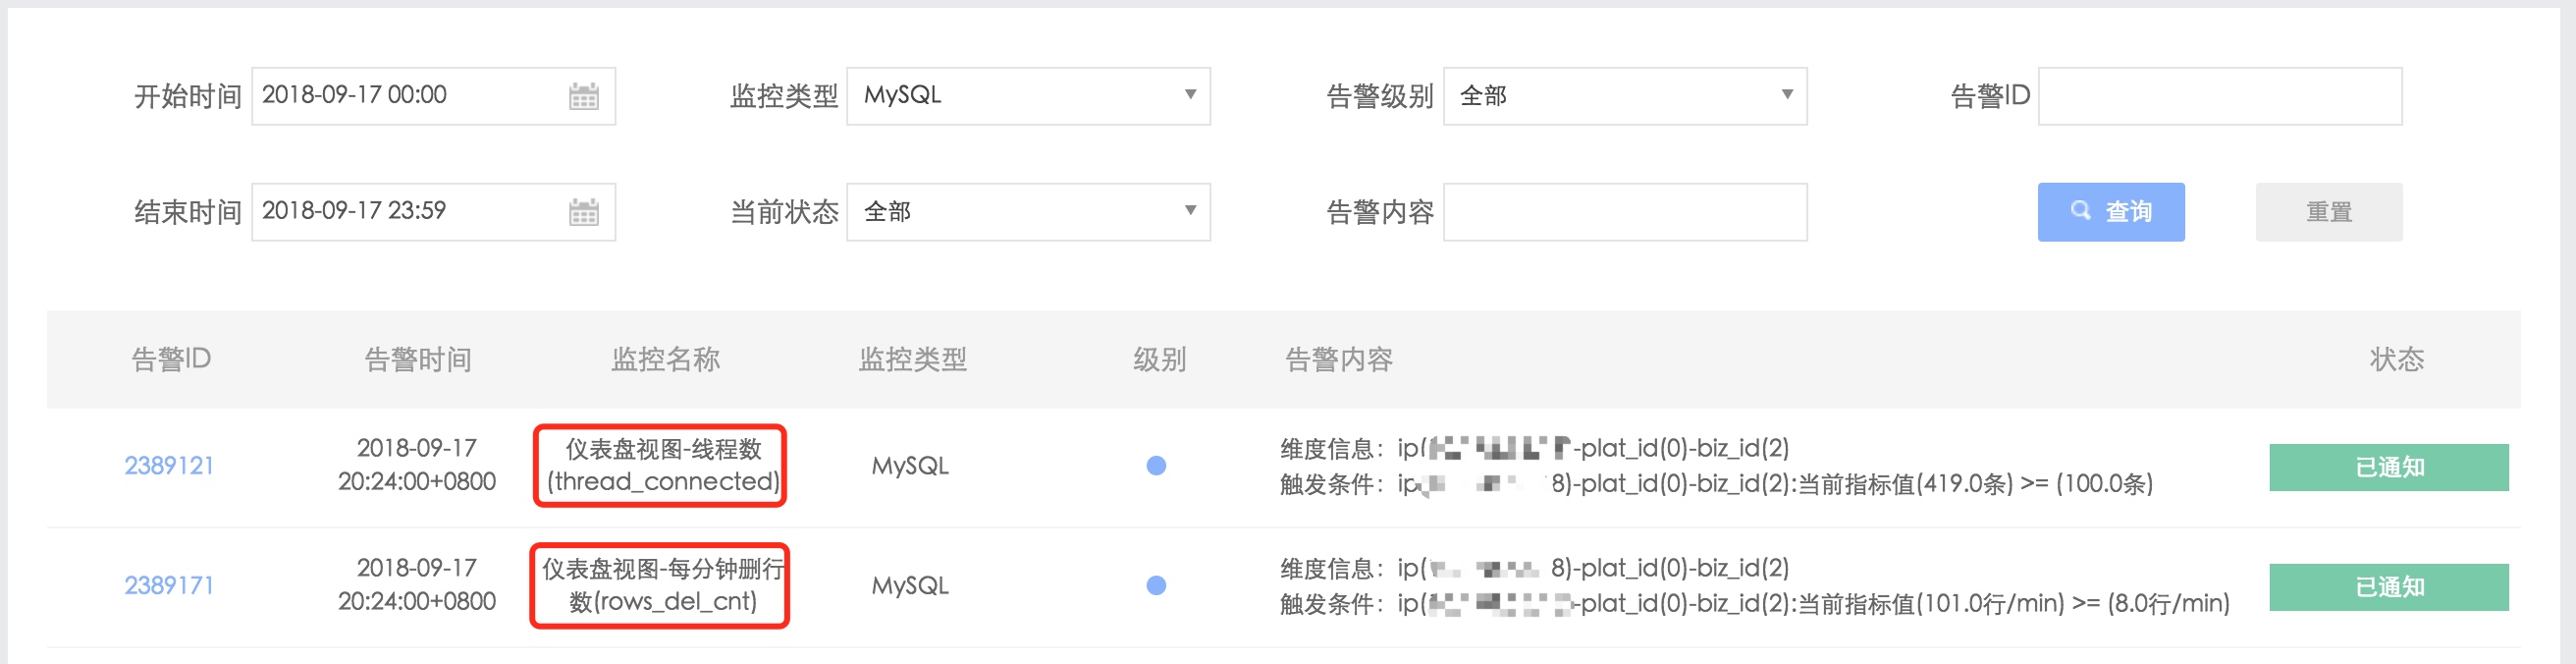 开始时间 2018-09-17 00:00 监控类型 MySQL 告警级别 全部 告警ID
结束时间 2018-09-17 23:59 当前状态 全部 告警内容 查询 重置
告警ID 告警时间 监控名称 监控类型 级别 告警内容 状态
2389121
2018-09-17
20:24:00+0800
仪表盘视图-线程数
(thread_connected)
MySQL
维度信息：ip( -plat_id(0)-biz_id(2)
触发条件：ip 8)-plat_id(0)-biz_id(2):当前指标值(419.0条) >= (100.0条)
已通知
2389171
2018-09-17
20:24:00+0800
仪表盘视图-每分钟删行
数(rows_del_cnt)
MySQL
维度信息：ip( 8)-plat_id(0)-biz_id(2)
触发条件：ip( -plat_id(0)-biz_id(2):当前指标值(101.0行/min) >= (8.0行/min)
已通知